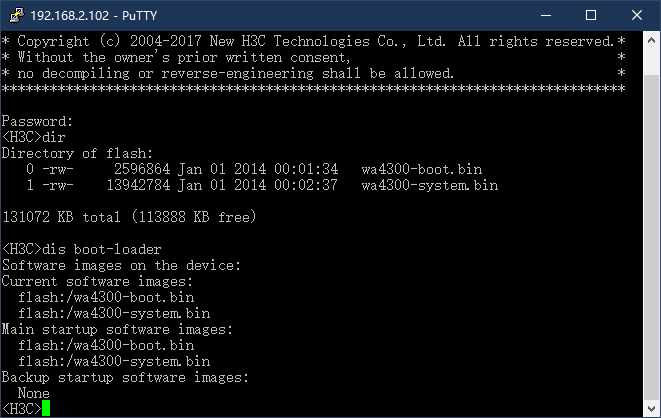 192.168.2.102 - PuTTY
* Copyright (c) 2004-2017 New H3C Technologies Co., Ltd. All rights reserved.*
* Without the owner's prior written consent,                                 *
* no decompiling or reverse-engineering shall be allowed.                    *
******************************************************************************
Password:
<H3C>dir
Directory of flash:
   0 -rw-     2596864 Jan 01 2014 00:01:34   wa4300-boot.bin
   1 -rw-    13942784 Jan 01 2014 00:02:37   wa4300-system.bin
131072 KB total (113888 KB free)
<H3C>dis boot-loader
Software images on the device:
Current software images:
  flash:/wa4300-boot.bin
  flash:/wa4300-system.bin
Main startup software images:
  flash:/wa4300-boot.bin
  flash:/wa4300-system.bin
Backup startup software images:
  None
<H3C>